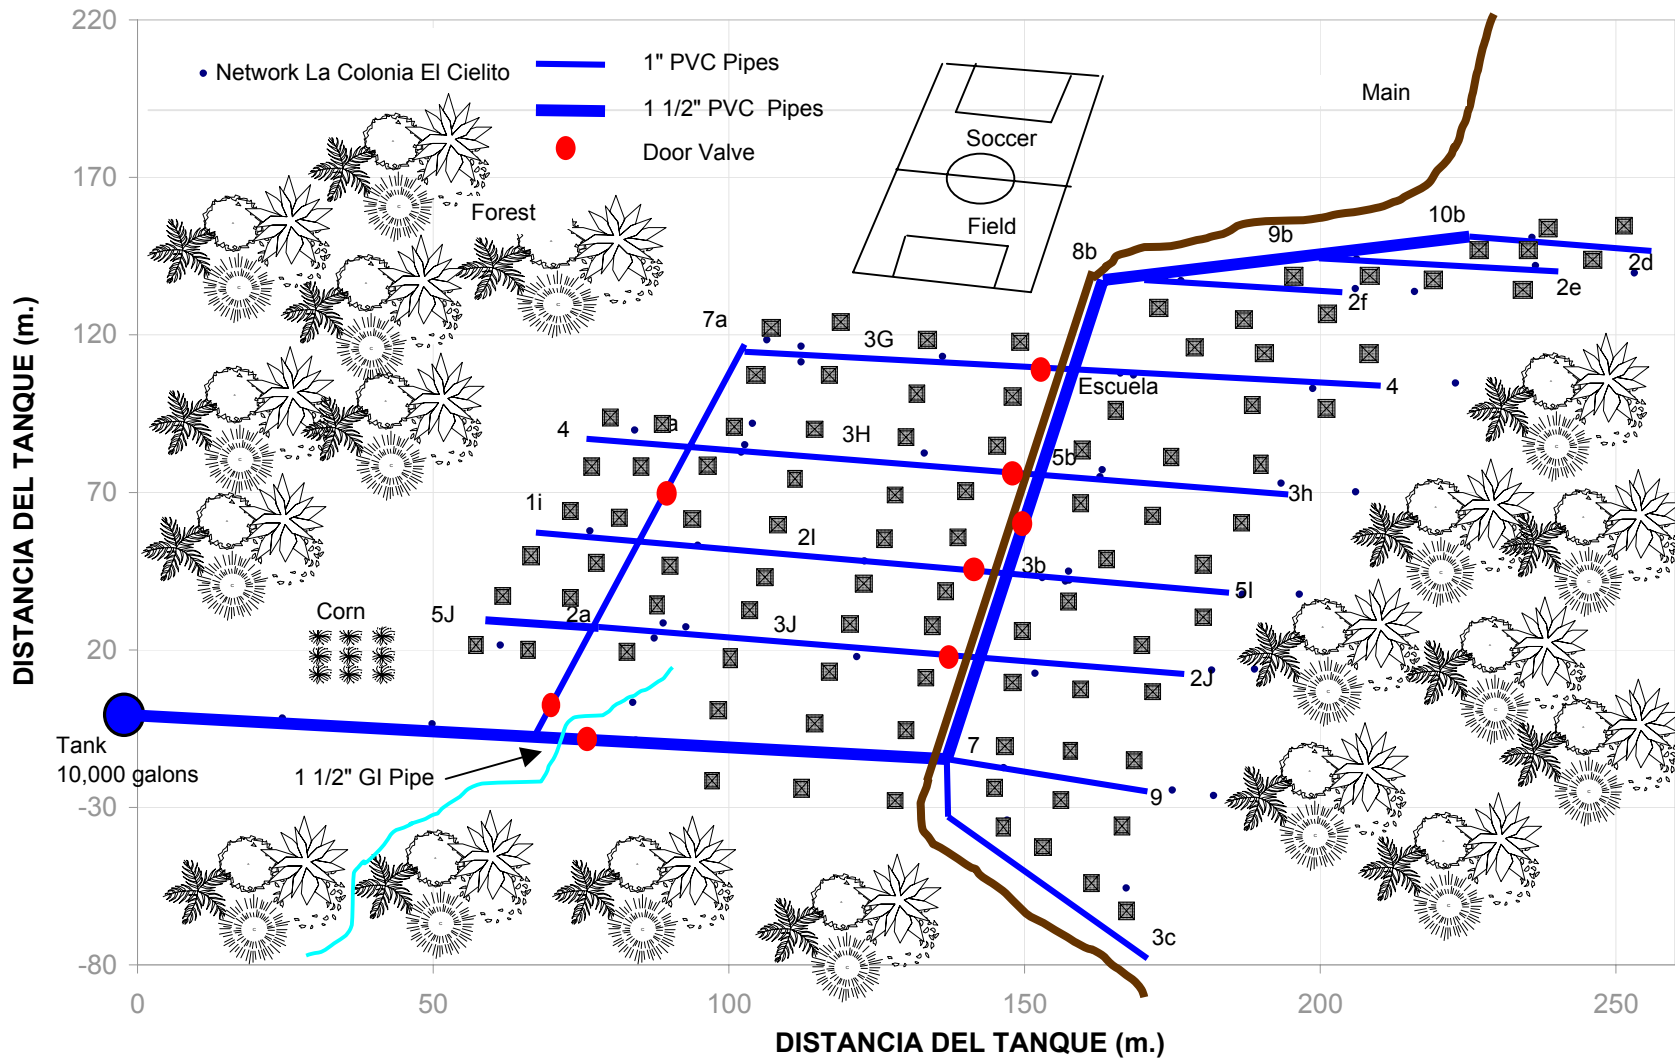 220
170
120
70
20
-30
-80
DISTANCIA DEL TANQUE (m.)
Network La Colonia El Cielito
1" PVC Pipes
1 1/2" PVC Pipes
Door Valve
Main
Soccer
Field
Forest
10b
9b
8b
2d
2e
2f
7a
3G
Escuela
4
4
a
3H
5b
3h
1i
2I
3b
5I
Corn
5J
2a
3J
2J
Tank
10,000 galons
1 1/2" GI Pipe
7
9
3c
0
50
100
150
200
250
DISTANCIA DEL TANQUE (m.)